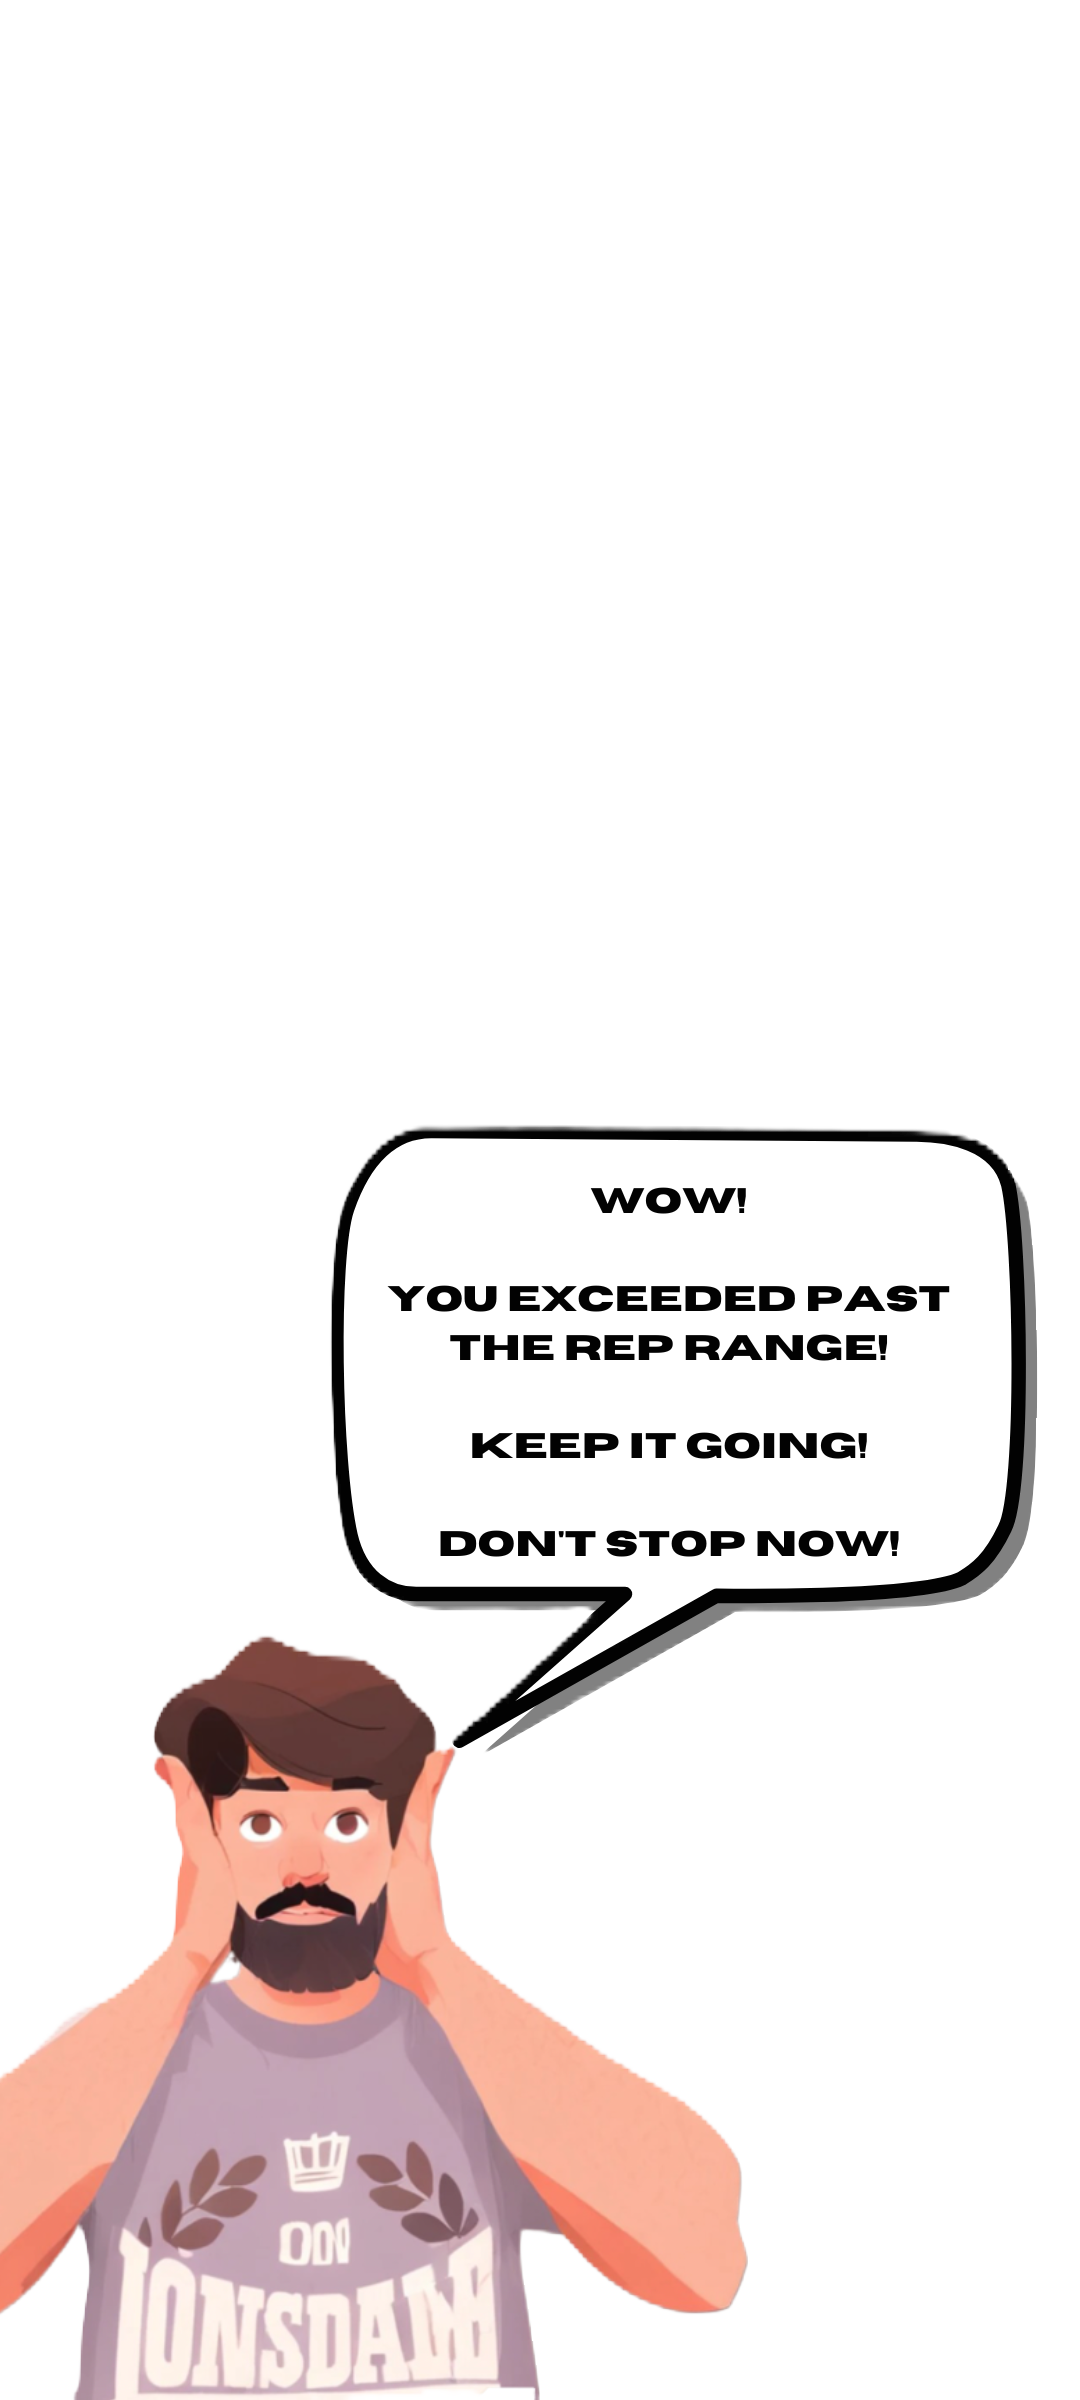 WOW!
YOU EXCEEDED PAST
THE REP RANGE!
KEEP IT GOING!
DON'T STOP NOW!